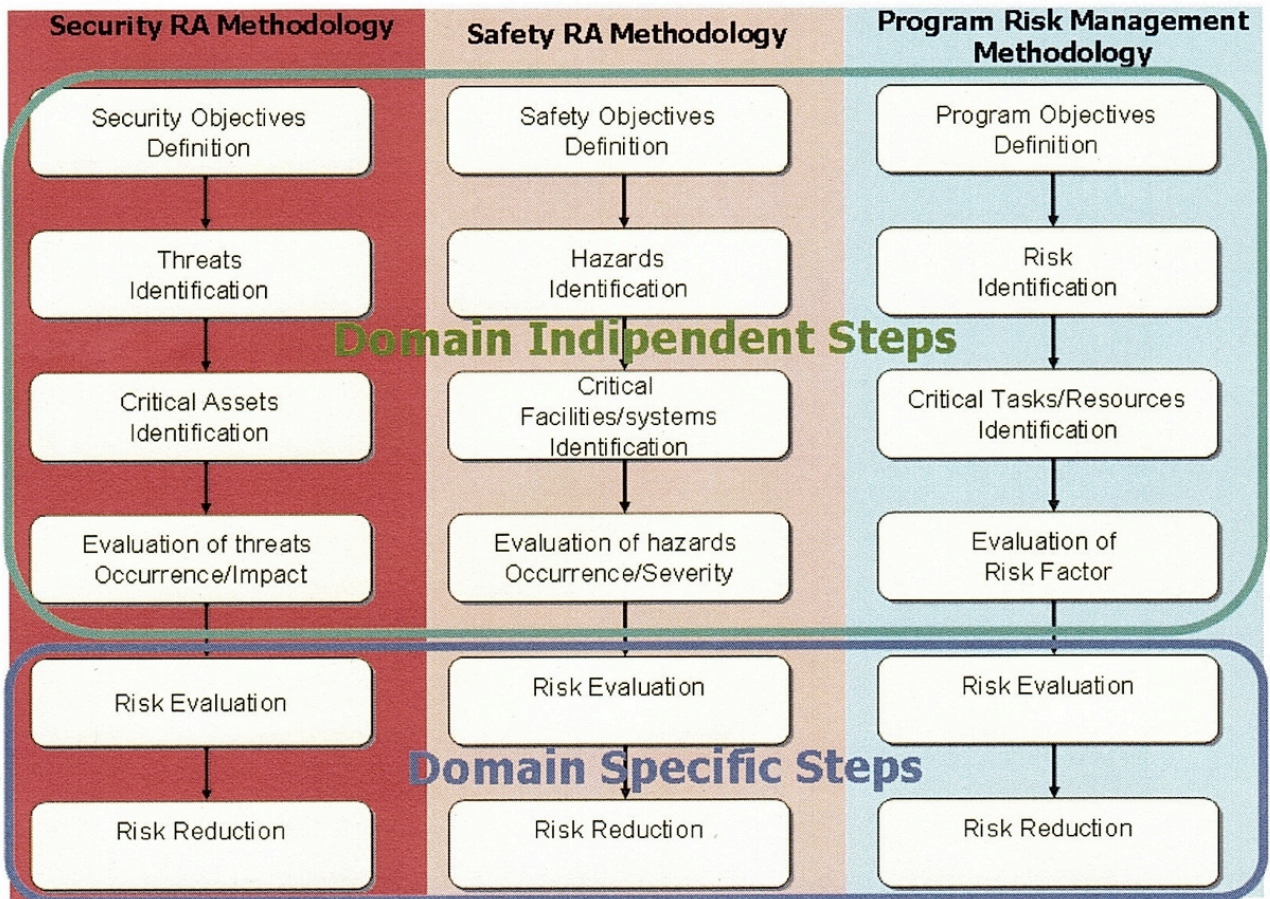 Security RA Methodology
Safety RA Methodology
Program Risk Management
Methodology
Security Objectives
Definition
Safety Objectives
Definition
Program Objectives
Definition
Threats
Identification
Hazards
Identification
Risk
Identification
Domain Indipendent Steps
Critical Assets
Identification
Critical
Facilities/systems
Identification
Critical Tasks/Resources
Identification
Evaluation of threats
Occurrence/Impact
Evaluation of hazards
Occurrence/Severity
Evaluation of
Risk Factor
Risk Evaluation
Risk Evaluation
Risk Evaluation
Domain Specific Steps
Risk Reduction
Risk Reduction
Risk Reduction